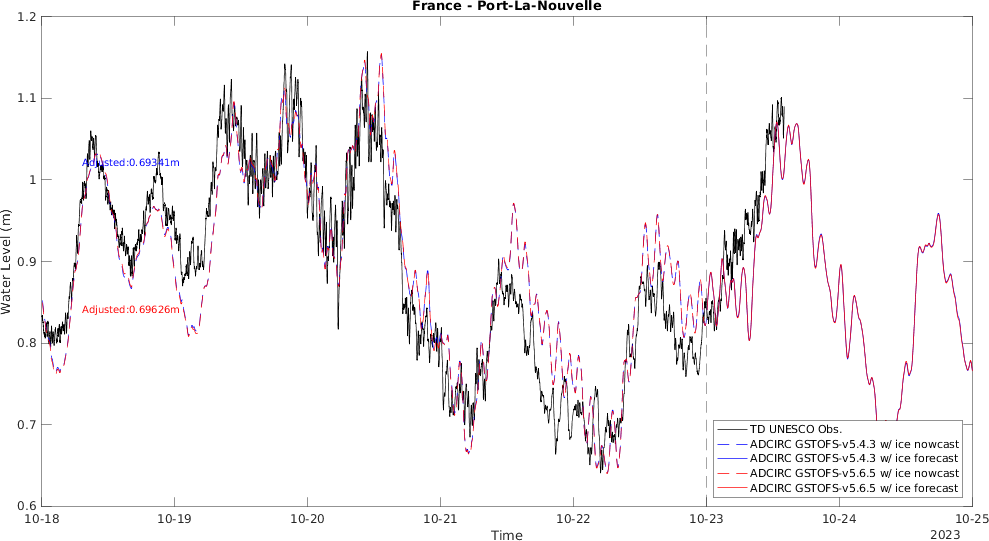 France - Port-La-Nouvelle
1.2
1.1
1
0.9
0.8
0.7
0.6
Water Level (m)
Adjusted:0.69341m
Adjusted:0.69626m
TD UNESCO Obs.
ADCIRC GSTOFS-v5.4.3 w/ ice nowcast
ADCIRC GSTOFS-v5.4.3 w/ ice forecast
ADCIRC GSTOFS-v5.6.5 w/ ice nowcast
ADCIRC GSTOFS-v5.6.5 w/ ice forecast
10-18 10-19 10-20 10-21 10-22 10-23 10-24 10-25
Time
2023